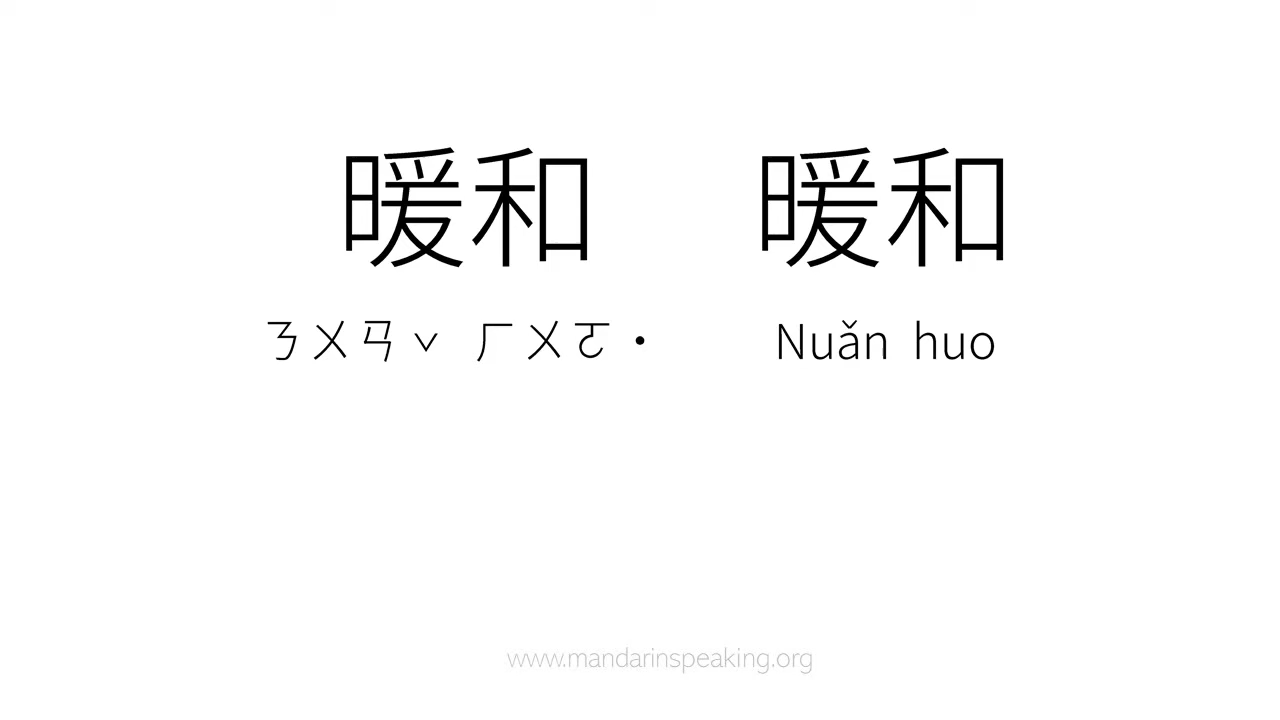 暖和 暖和
ㄋㄨㄢˇ ㄏㄨㄛ˙ Nuǎn huo
www.mandarinspeaking.org